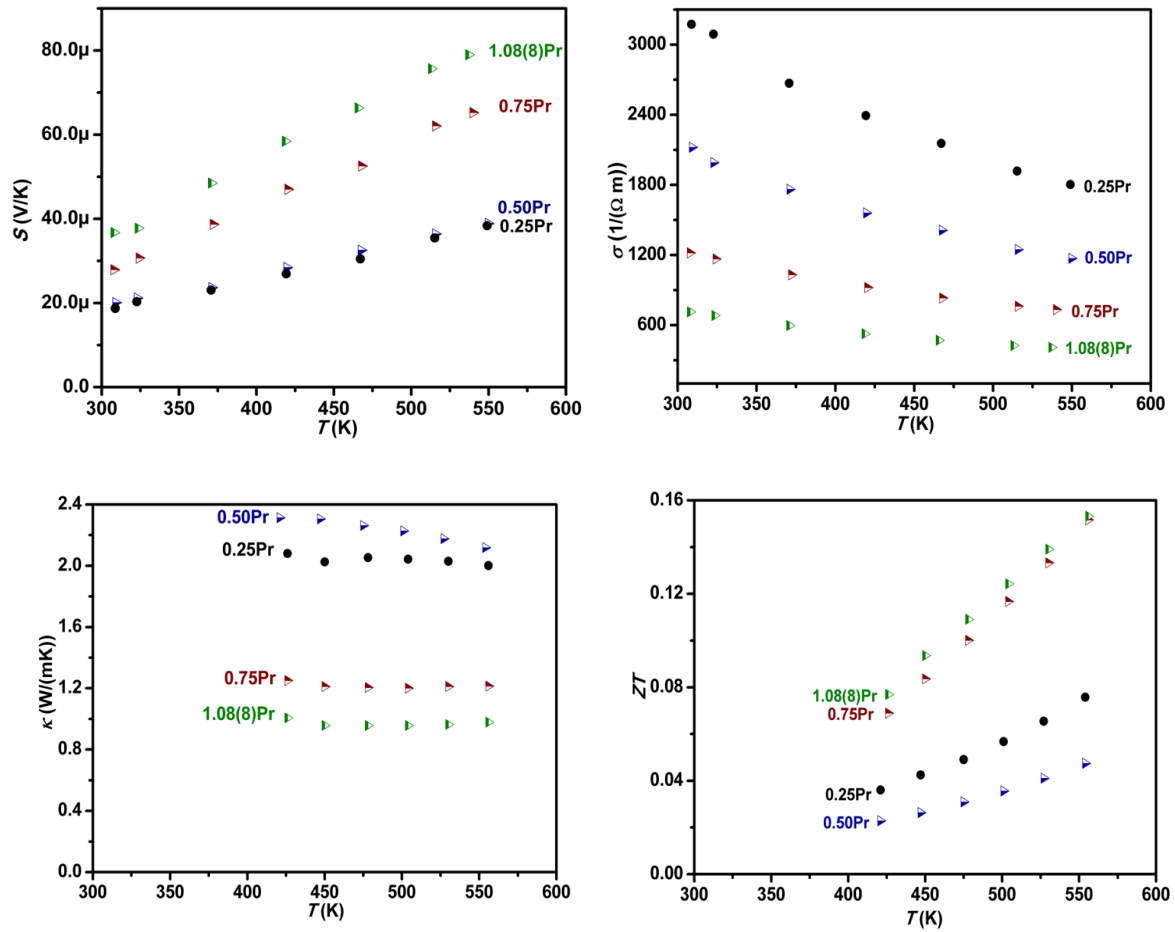 80.0μ
60.0μ
40.0μ
20.0μ
0.0
S (V/K)
1.08(8)Pr
0.75Pr
0.50Pr
0.25Pr
300 350 400 450 500 550 600
T (K)
3000
2400
1800
1200
600
σ (1/(Ω m))
0.25Pr
0.50Pr
0.75Pr
1.08(8)Pr
300 350 400 450 500 550 600
T (K)
2.4
2.0
1.6
1.2
0.8
0.4
0.0
κ (W/(mK))
0.50Pr
0.25Pr
0.75Pr
1.08(8)Pr
300 350 400 450 500 550 600
T (K)
0.16
0.12
0.08
0.04
0.00
ZT
1.08(8)Pr
0.75Pr
0.25Pr
0.50Pr
300 350 400 450 500 550 600
T (K)